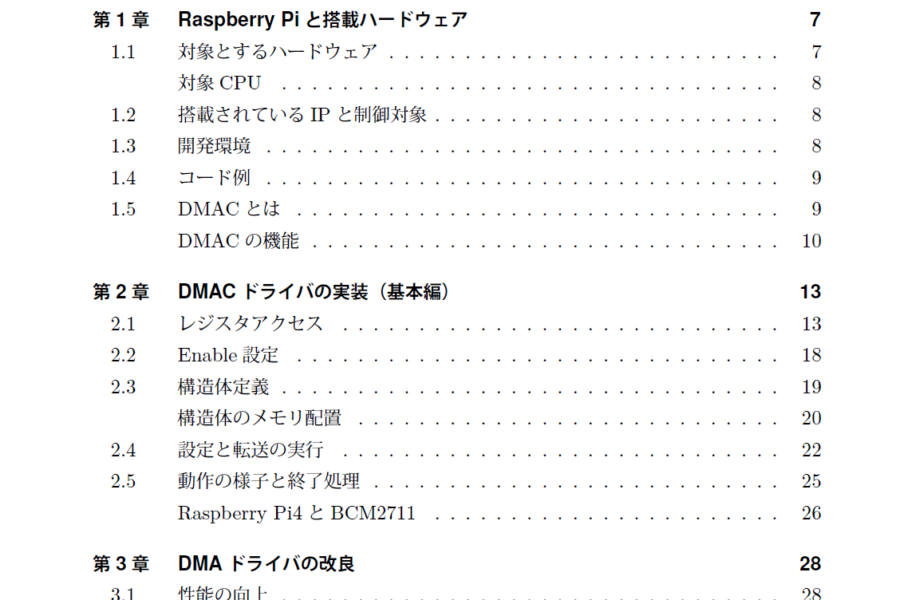 第 1 章 Raspberry Pi と搭載ハードウェア 7
1.1 対象とするハードウェア . . . . . . . . . . . . . . . . . . . . . . . . . . 7
対象 CPU . . . . . . . . . . . . . . . . . . . . . . . . . . . . . . . . . 8
1.2 搭載されている IP と制御対象 . . . . . . . . . . . . . . . . . . . . . . . 8
1.3 開発環境 . . . . . . . . . . . . . . . . . . . . . . . . . . . . . . . . . . 8
1.4 コード例 . . . . . . . . . . . . . . . . . . . . . . . . . . . . . . . . . . 9
1.5 DMAC とは . . . . . . . . . . . . . . . . . . . . . . . . . . . . . . . . 9
DMAC の機能 . . . . . . . . . . . . . . . . . . . . . . . . . . . . . . . 10
第 2 章 DMAC ドライバの実装（基本編） 13
2.1 レジスタアクセス . . . . . . . . . . . . . . . . . . . . . . . . . . . . . 13
2.2 Enable 設定 . . . . . . . . . . . . . . . . . . . . . . . . . . . . . . . . 18
2.3 構造体定義 . . . . . . . . . . . . . . . . . . . . . . . . . . . . . . . . . 19
構造体のメモリ配置 . . . . . . . . . . . . . . . . . . . . . . . . . . . . 20
2.4 設定と転送の実行 . . . . . . . . . . . . . . . . . . . . . . . . . . . . . 22
2.5 動作の様子と終了処理 . . . . . . . . . . . . . . . . . . . . . . . . . . . 25
Raspberry Pi4 と BCM2711 . . . . . . . . . . . . . . . . . . . . . . . 26
第 3 章 DMA ドライバの改良 28
3.1 性能の向上 . . . . . . . . . . . . . . . . . . . . . . . . . . . . . . . . . 28